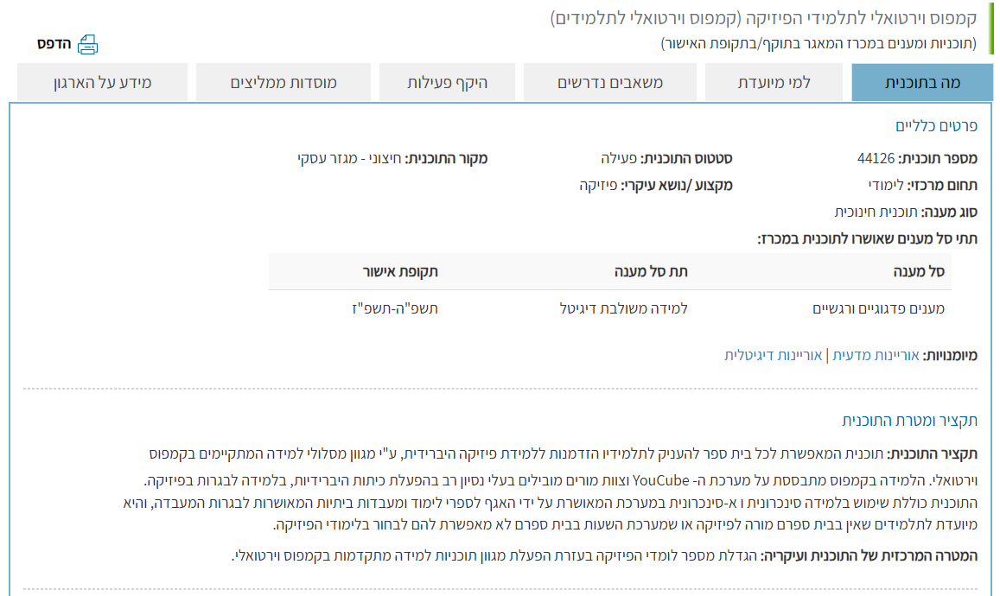 קמפוס וירטואלי לתלמידי הפיזיקה (קמפוס וירטואלי לתלמידים)
(תוכניות ומענים במכרז המאגר בתוקף/בתקופת האישור)
הדפס
מה בתוכנית
למי מיועדת
משאבים נדרשים
היקף פעילות
מוסדות ממליצים
מידע על הארגון
פרטים כלליים
מספר תוכנית: 44126 סטטוס התוכנית: פעילה מקור התוכנית: חיצוני - מגזר עסקי
תחום מרכזי: לימודי מקצוע /נושא עיקרי: פיזיקה
סוג מענה: תוכנית חינוכית
תתי סל מענים שאושרו לתוכנית במכרז:
סל מענה תת סל מענה תקופת אישור
מענים פדגוגיים ורגשיים למידה משולבת דיגיטל תשפ"ה-תשפ"ז
מיומנויות: אוריינות מדעית | אוריינות דיגיטלית
תקציר ומטרת התוכנית
תקציר התוכנית: תוכנית המאפשרת לכל בית ספר להעניק לתלמידיו הזדמנות ללמידת פיזיקה היברידית, ע"י מגוון מסלולי למידה המתקיימים בקמפוס
וירטואלי. הלמידה בקמפוס מתבססת על מערכת ה- YouCube וצוות מורים מובילים בעלי נסיון רב בהפעלת כיתות היברידיות, בלמידה לבגרות בפיזיקה.
התוכנית כוללת שימוש בלמידה סינכרונית ו א-סינכרונית במערכת המאושרת על ידי האגף לספרי לימוד ומעבדות ביתיות המאושרות לבגרות המעבדה, והיא
מיועדת לתלמידים שאין בבית ספרם מורה לפיזיקה או שמערכת השעות בבית ספרם לא מאפשרת להם לבחור בלימודי הפיזיקה.
המטרה המרכזית של התוכנית ועיקריה: הגדלת מספר לומדי הפיזיקה בעזרת הפעלת מגוון תוכניות למידה מתקדמות בקמפוס וירטואלי.